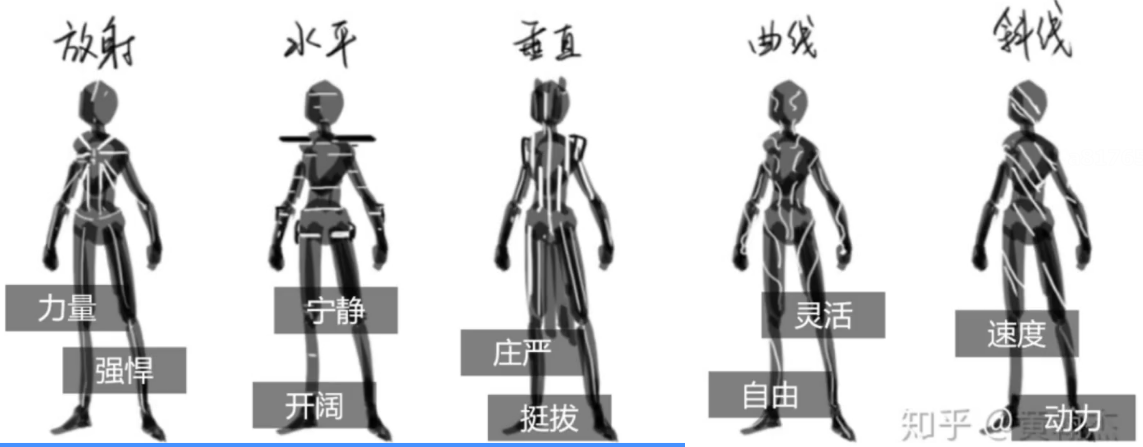 放射
水平
垂直
曲线
斜线
力量
强悍
宁静
开阔
庄严
挺拔
灵活
自由
速度
动力
知乎 @黄